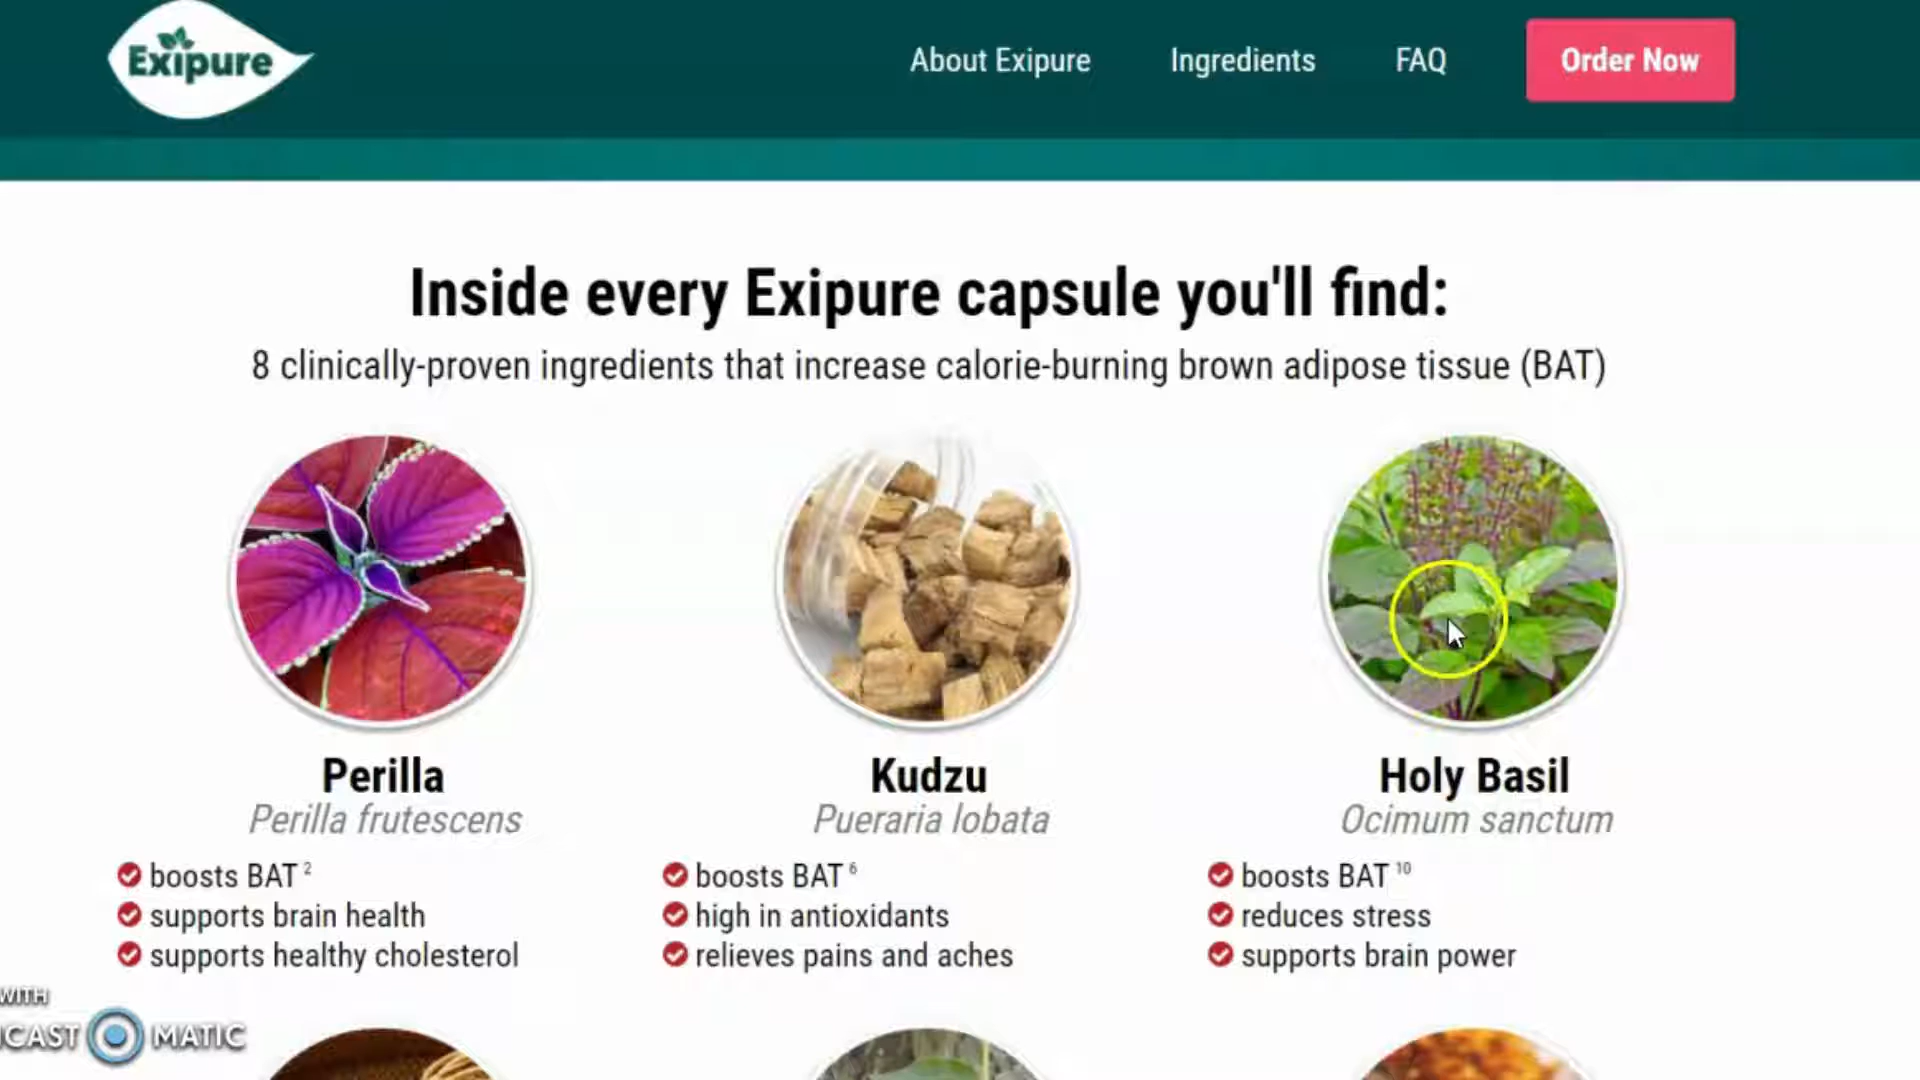 Exipure
About Exipure
Ingredients
FAQ
Order Now
Inside every Exipure capsule you'll find:
8 clinically-proven ingredients that increase calorie-burning brown adipose tissue (BAT)
Perilla
Perilla frutescens
boosts BAT 2
supports brain health
supports healthy cholesterol
Kudzu
Pueraria lobata
boosts BAT 6
high in antioxidants
relieves pains and aches
Holy Basil
Ocimum sanctum
boosts BAT 10
reduces stress
supports brain power
WITH
CAST MATIC